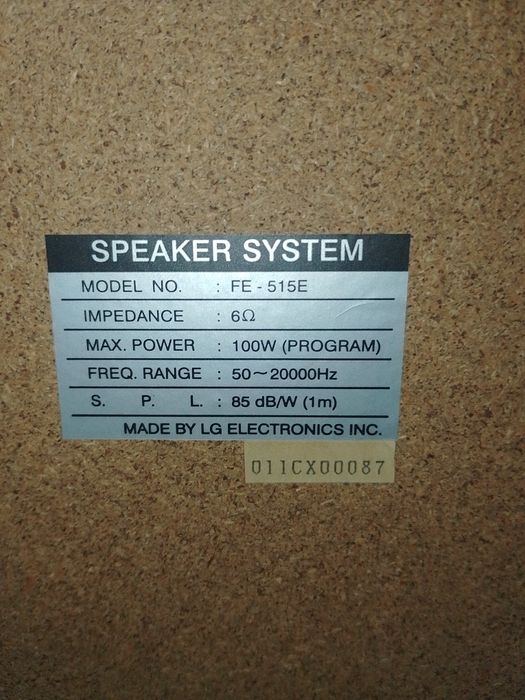 SPEAKER SYSTEM
MODEL NO. : FE - 515E
IMPEDANCE : 6Ω
MAX. POWER : 100W (PROGRAM)
FREQ. RANGE : 50~20000Hz
S. P. L. : 85 dB/W (1m)
MADE BY LG ELECTRONICS INC.
011CX00087